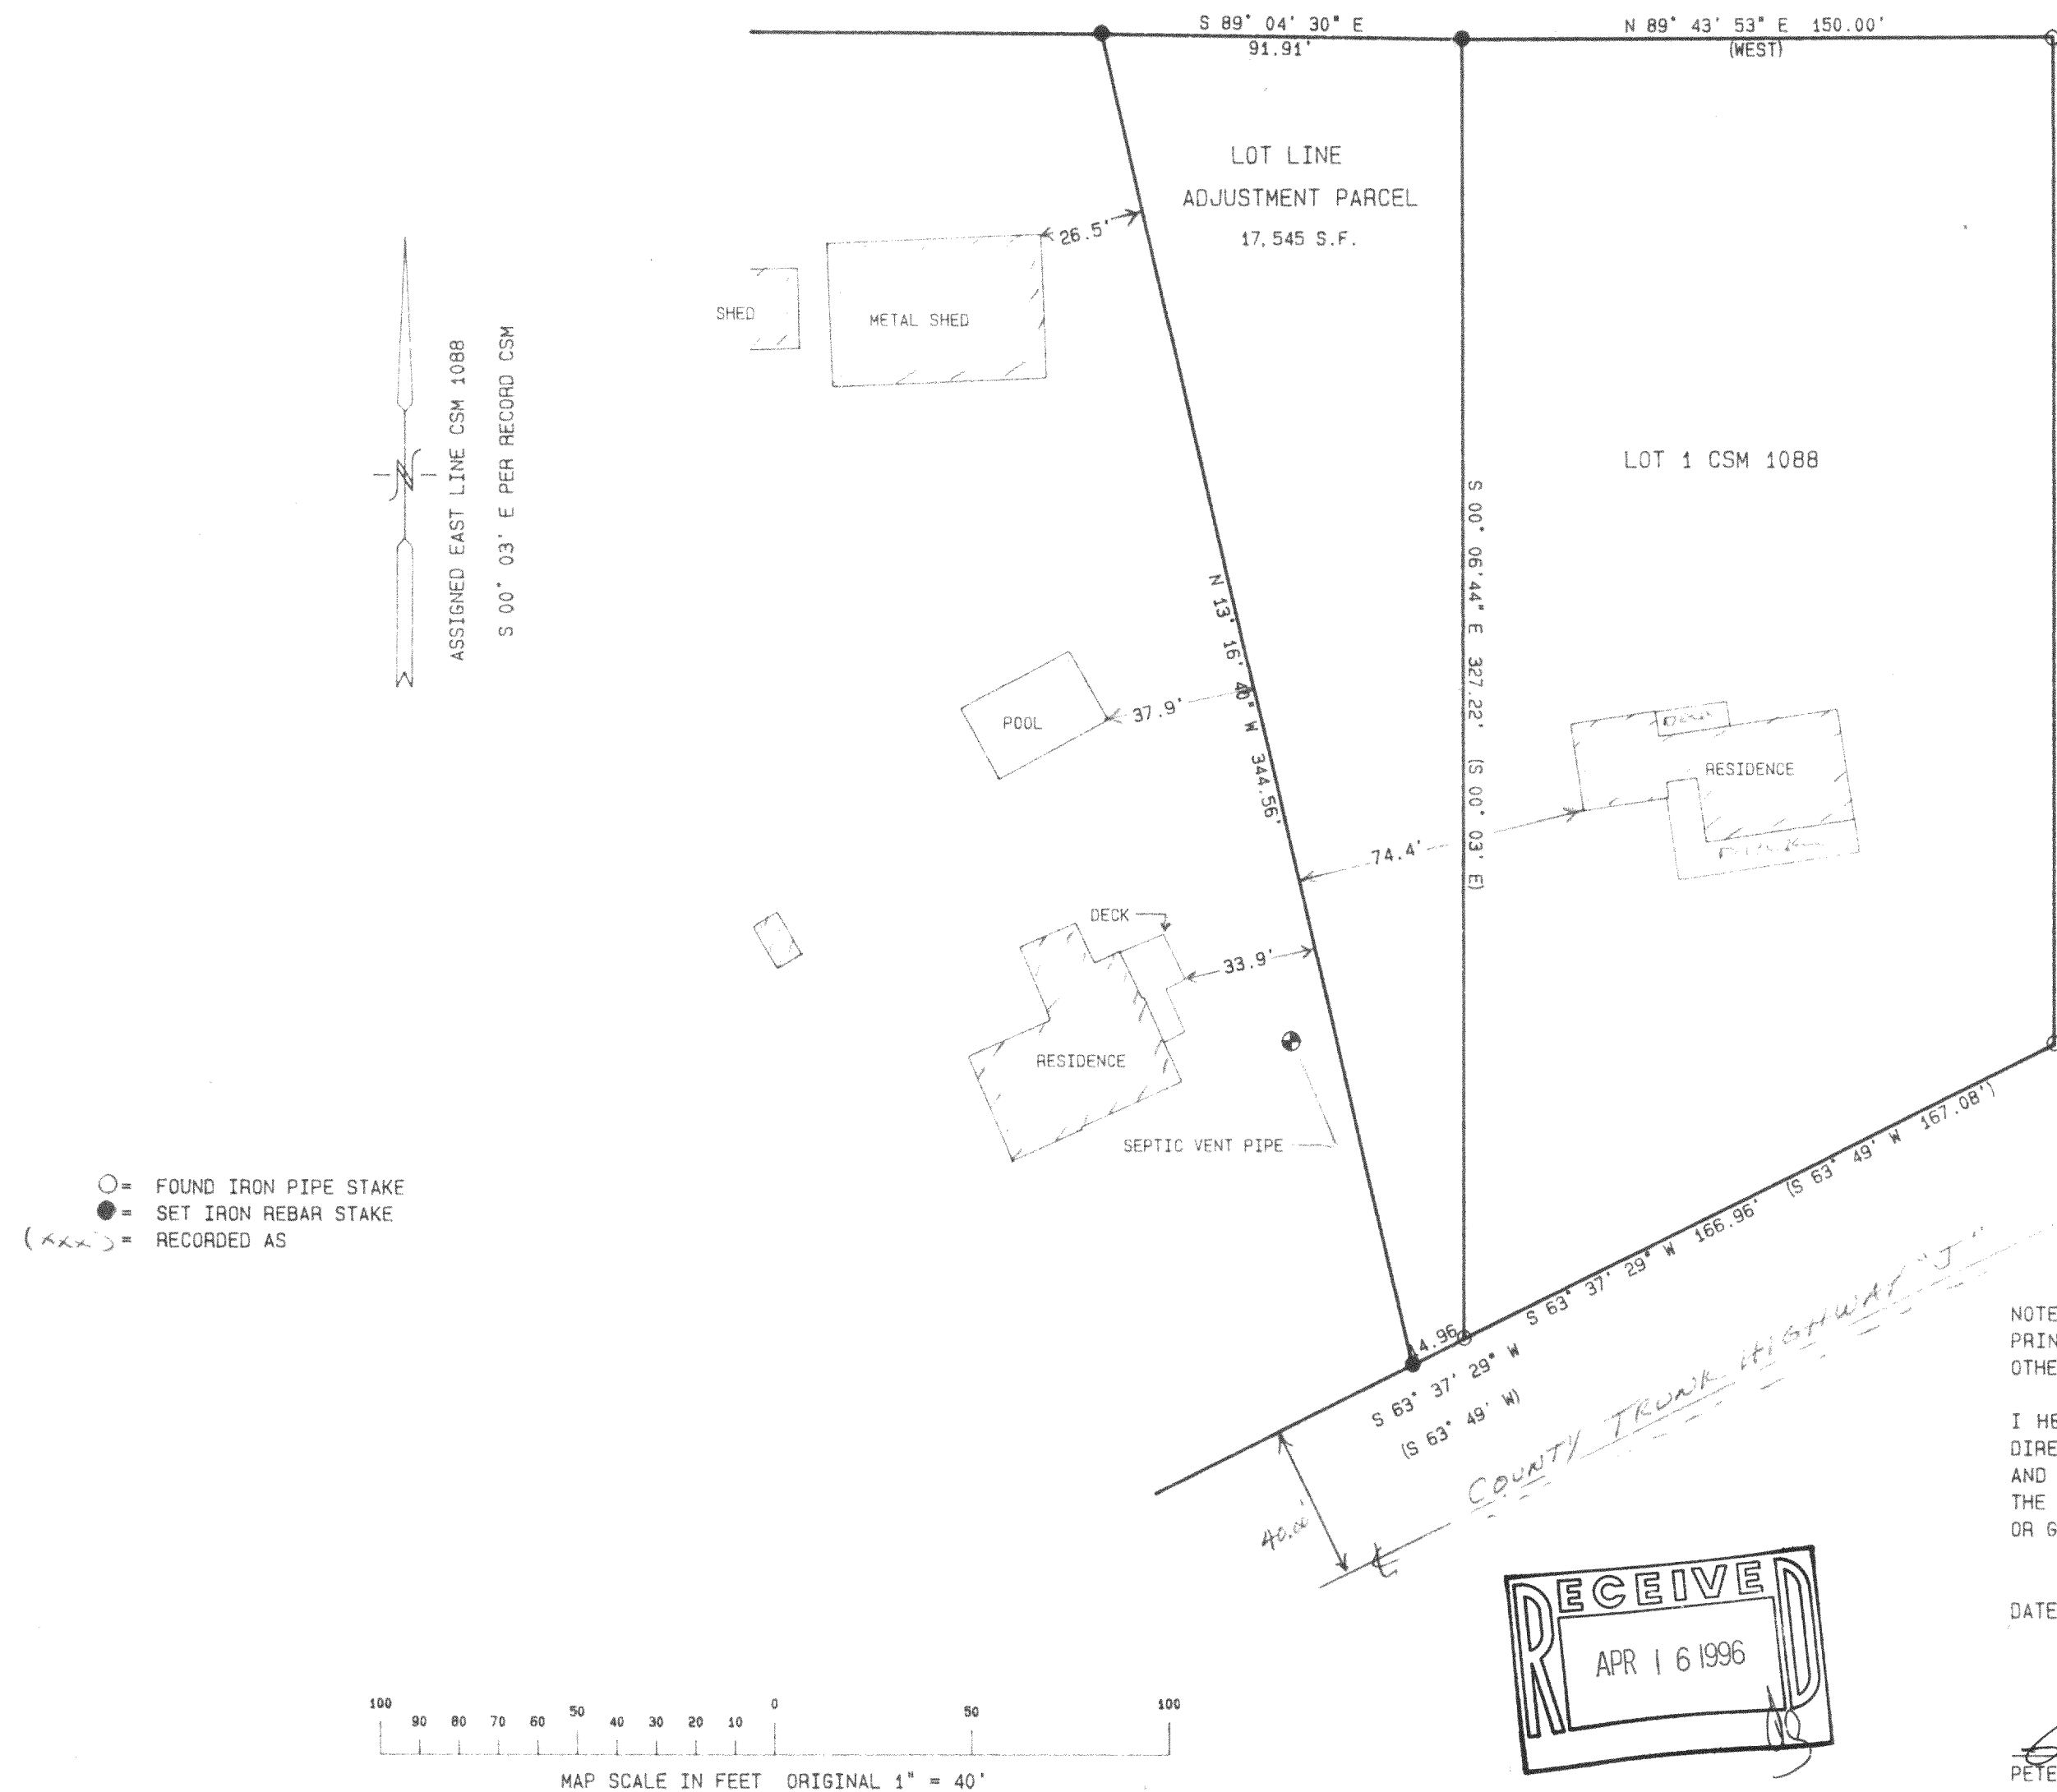 S 89° 04' 30" E
91.91'
N 89° 43' 53" E 150.00'
(WEST)
LOT LINE
ADJUSTMENT PARCEL
17,545 S.F.
26.5'
SHED
METAL SHED
ASSIGNED EAST LINE CSM 1088
S 00° 03' E PER RECORD CSM
N
LOT 1 CSM 1088
S 00° 06'44" E 327.22' (S 00° 03' E)
N 13° 16' 40" W 344.56'
POOL
37.9'
RESIDENCE
74.4'
DECK
33.9'
RESIDENCE
SEPTIC VENT PIPE
= FOUND IRON PIPE STAKE
= SET IRON REBAR STAKE
(xxx) = RECORDED AS
S 63° 37' 29" W 166.96' (S 63° 49' W 167.08')
14.96
S 63° 37' 29" W
(S 63° 49' W)
COUNTY TRUNK HIGHWAY "J"
40.00'
NOTE
PRIN
OTHE
I HE
DIRE
AND
THE
OR G
DATE
RECEIVED
APR 16 1996
PETE
100 90 80 70 60 50 40 30 20 10 0 50 100
MAP SCALE IN FEET ORIGINAL 1" = 40'